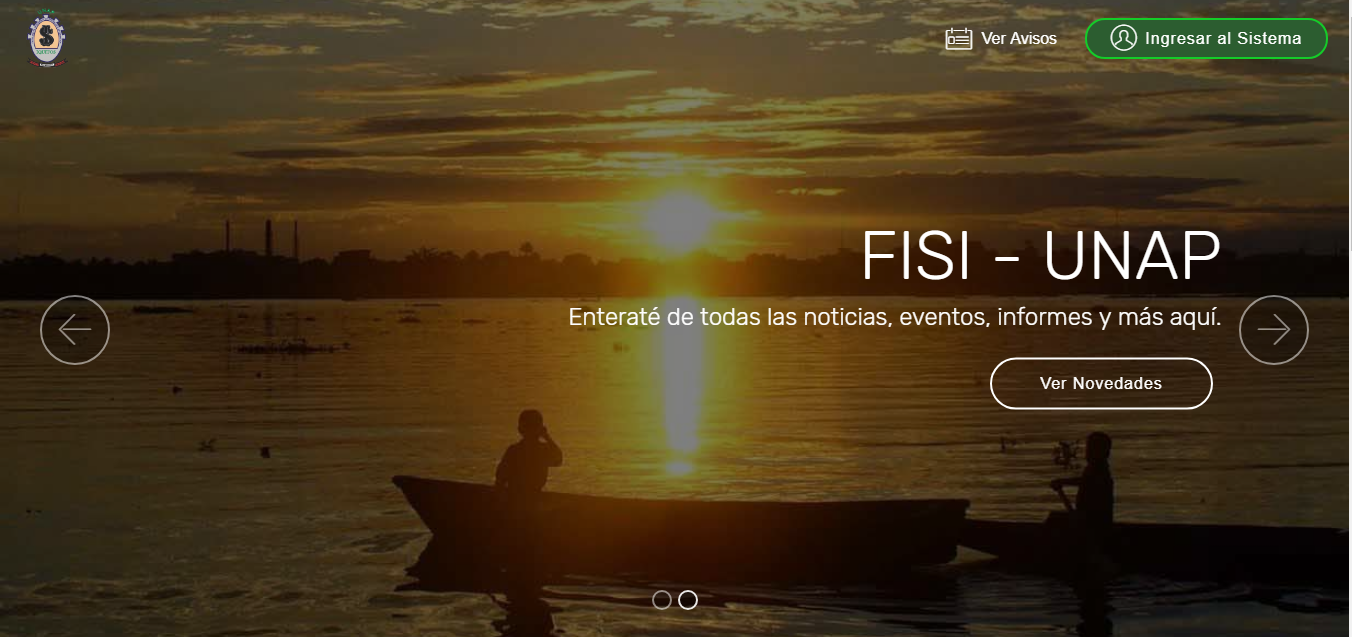 Ver Avisos
Ingresar al Sistema
FISI - UNAP
Enteraté de todas las noticias, eventos, informes y más aquí.
Ver Novedades